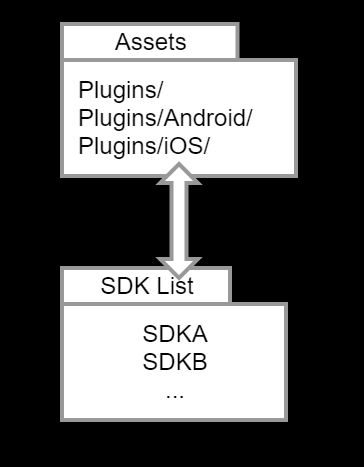 Assets
Plugins/
Plugins/Android/
Plugins/iOS/
SDK List
SDKA
SDKB
...